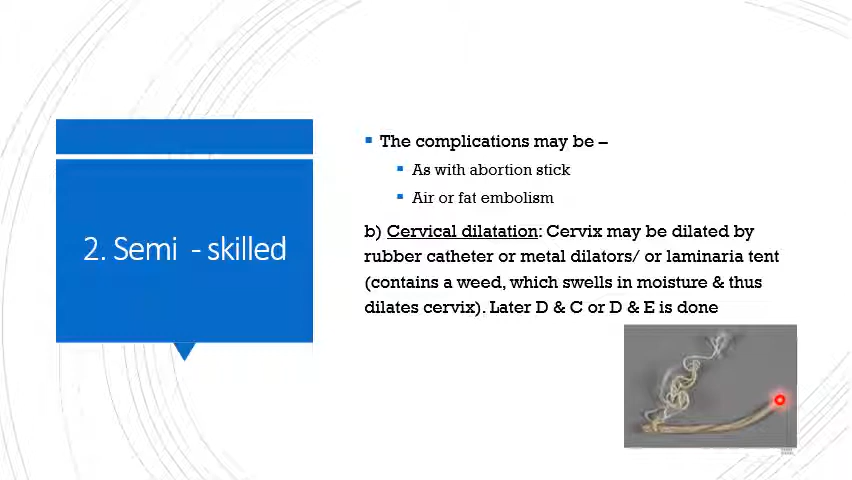 2. Semi - skilled
The complications may be –
As with abortion stick
Air or fat embolism
b) Cervical dilatation: Cervix may be dilated by
rubber catheter or metal dilators/ or laminaria tent
(contains a weed, which swells in moisture & thus
dilates cervix). Later D & C or D & E is done